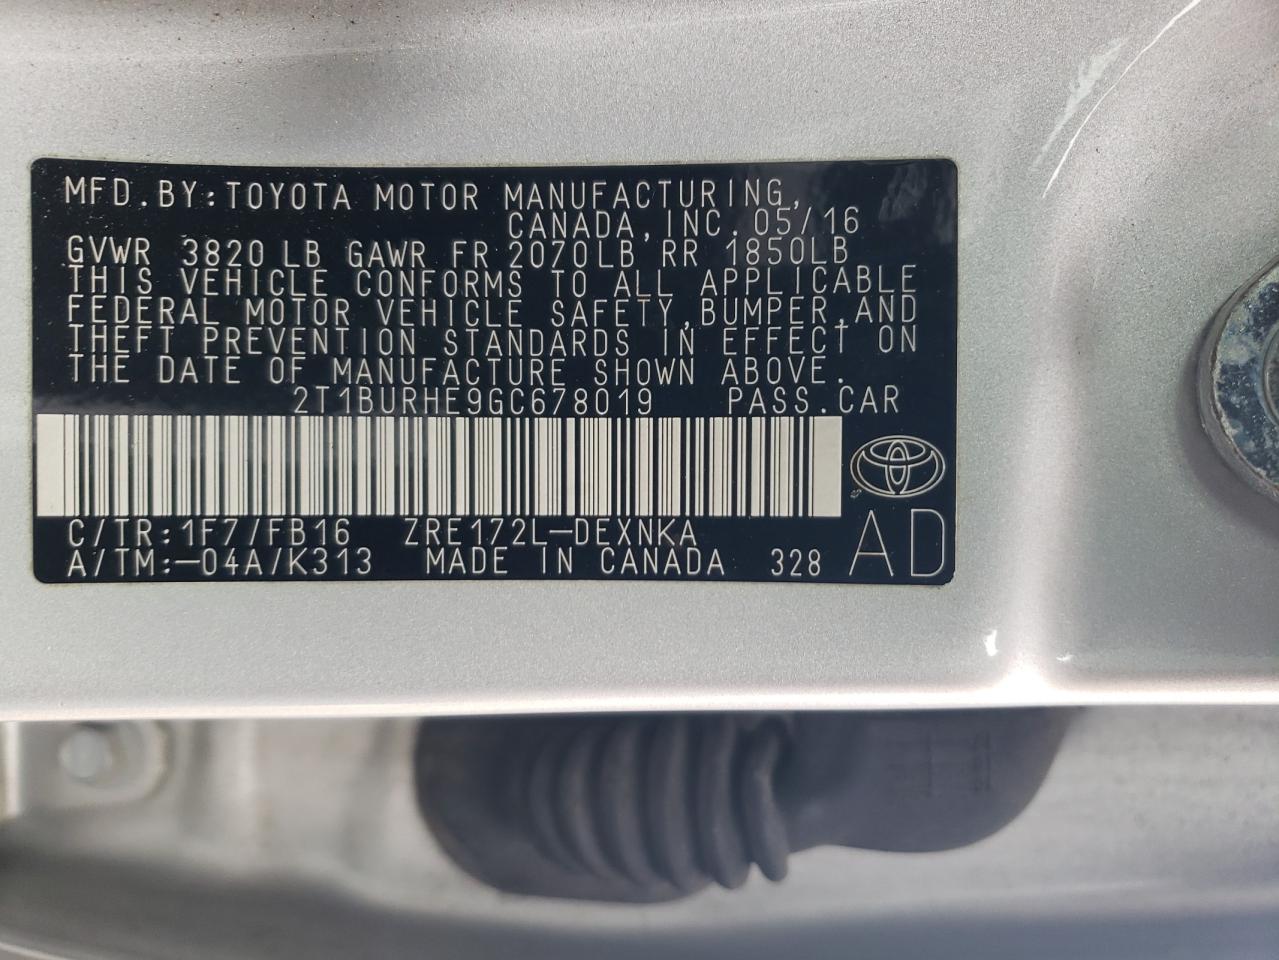 MFD.BY:TOYOTA MOTOR MANUFACTURING,
CANADA,INC.05/16
GVWR 3820 LB GAWR FR 2070LB RR 1850LB
THIS VEHICLE CONFORMS TO ALL APPLICABLE
FEDERAL MOTOR VEHICLE SAFETY,BUMPER,AND
THEFT PREVENTION STANDARDS IN EFFECT ON
THE DATE OF MANUFACTURE SHOWN ABOVE.
2T1BURHE9GC678019 PASS.CAR
C/TR:1F7/FB16 ZRE172L-DEXNKA
A/TM:-04A/K313 MADE IN CANADA 328 AD